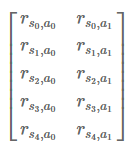 r_{s_0,a_0} r_{s_0,a_1}
r_{s_1,a_0} r_{s_1,a_1}
r_{s_2,a_0} r_{s_2,a_1}
r_{s_3,a_0} r_{s_3,a_1}
r_{s_4,a_0} r_{s_4,a_1}